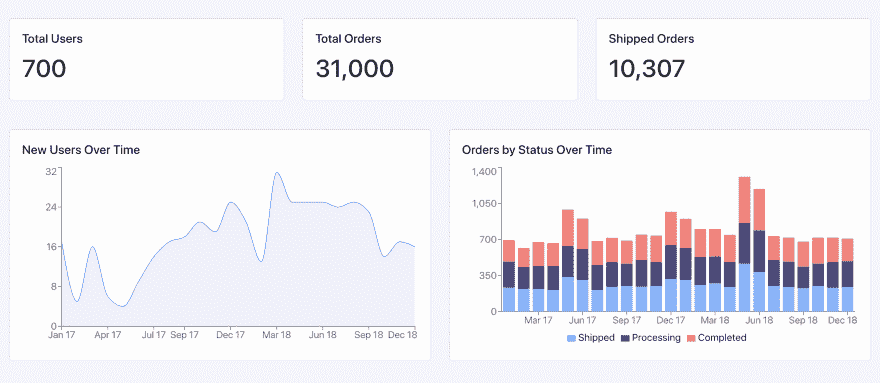 Total Users
700
Total Orders
31,000
Shipped Orders
10,307
New Users Over Time
32
24
16
8
0
Jan 17 Apr 17 Jul 17 Sep 17 Dec 17 Mar 18 Jun 18 Sep 18 Dec 18
Orders by Status Over Time
1,400
1,050
700
350
0
Mar 17 Jun 17 Sep 17 Dec 17 Mar 18 Jun 18 Sep 18 Dec 18
Shipped Processing Completed